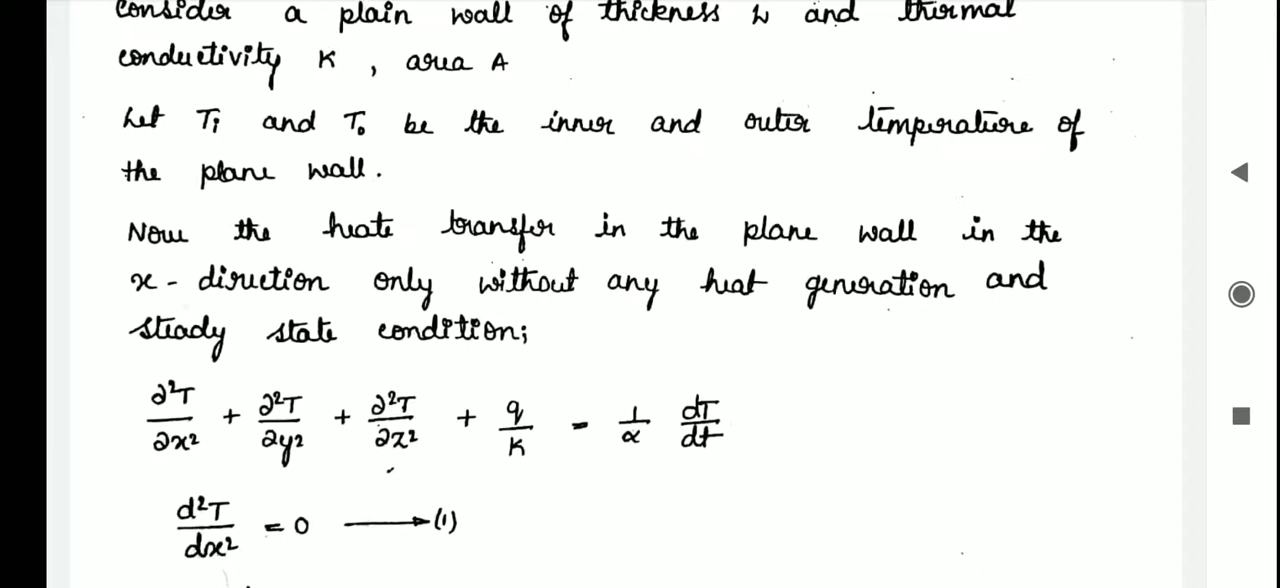 consider a plain wall of thickness L and thermal
conductivity K, area A
Let Ti and To be the inner and outer temperature of
the plane wall.
Now the heat transfer in the plane wall in the
x-direction only without any heat generation and
steady state condition;
∂²T/∂x² + ∂²T/∂y² + ∂²T/∂z² + q/K = 1/α dT/dt
d²T/dx² = 0 ⟶ (1)